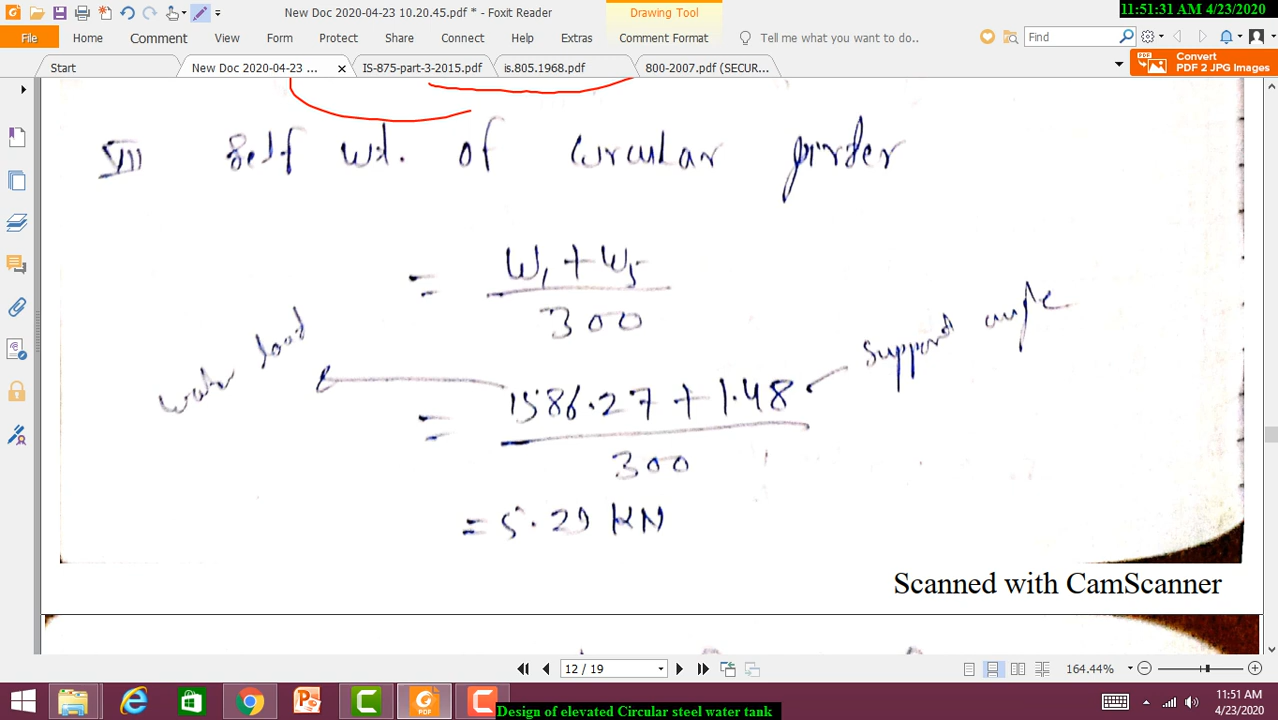 New Doc 2020-04-23 10.20.45.pdf * - Foxit Reader
Drawing Tool
11:51:31 AM 4/23/2020
File Home Comment View Form Protect Share Connect Help Extras Comment Format Tell me what you want to do.. Find
Start New Doc 2020-04-23 ... IS-875-part-3-2015.pdf is.805.1968.pdf 800-2007.pdf (SECUR...
Convert
PDF 2 JPG Images
VII Self wt. of circular girder
= W1 + W5
300
water load
support angle
= 1586.27 + 1.48
300
= 5.29 KN
Scanned with CamScanner
12 / 19
164.44%
PDF
Design of elevated Circular steel water tank
11:51 AM
4/23/2020